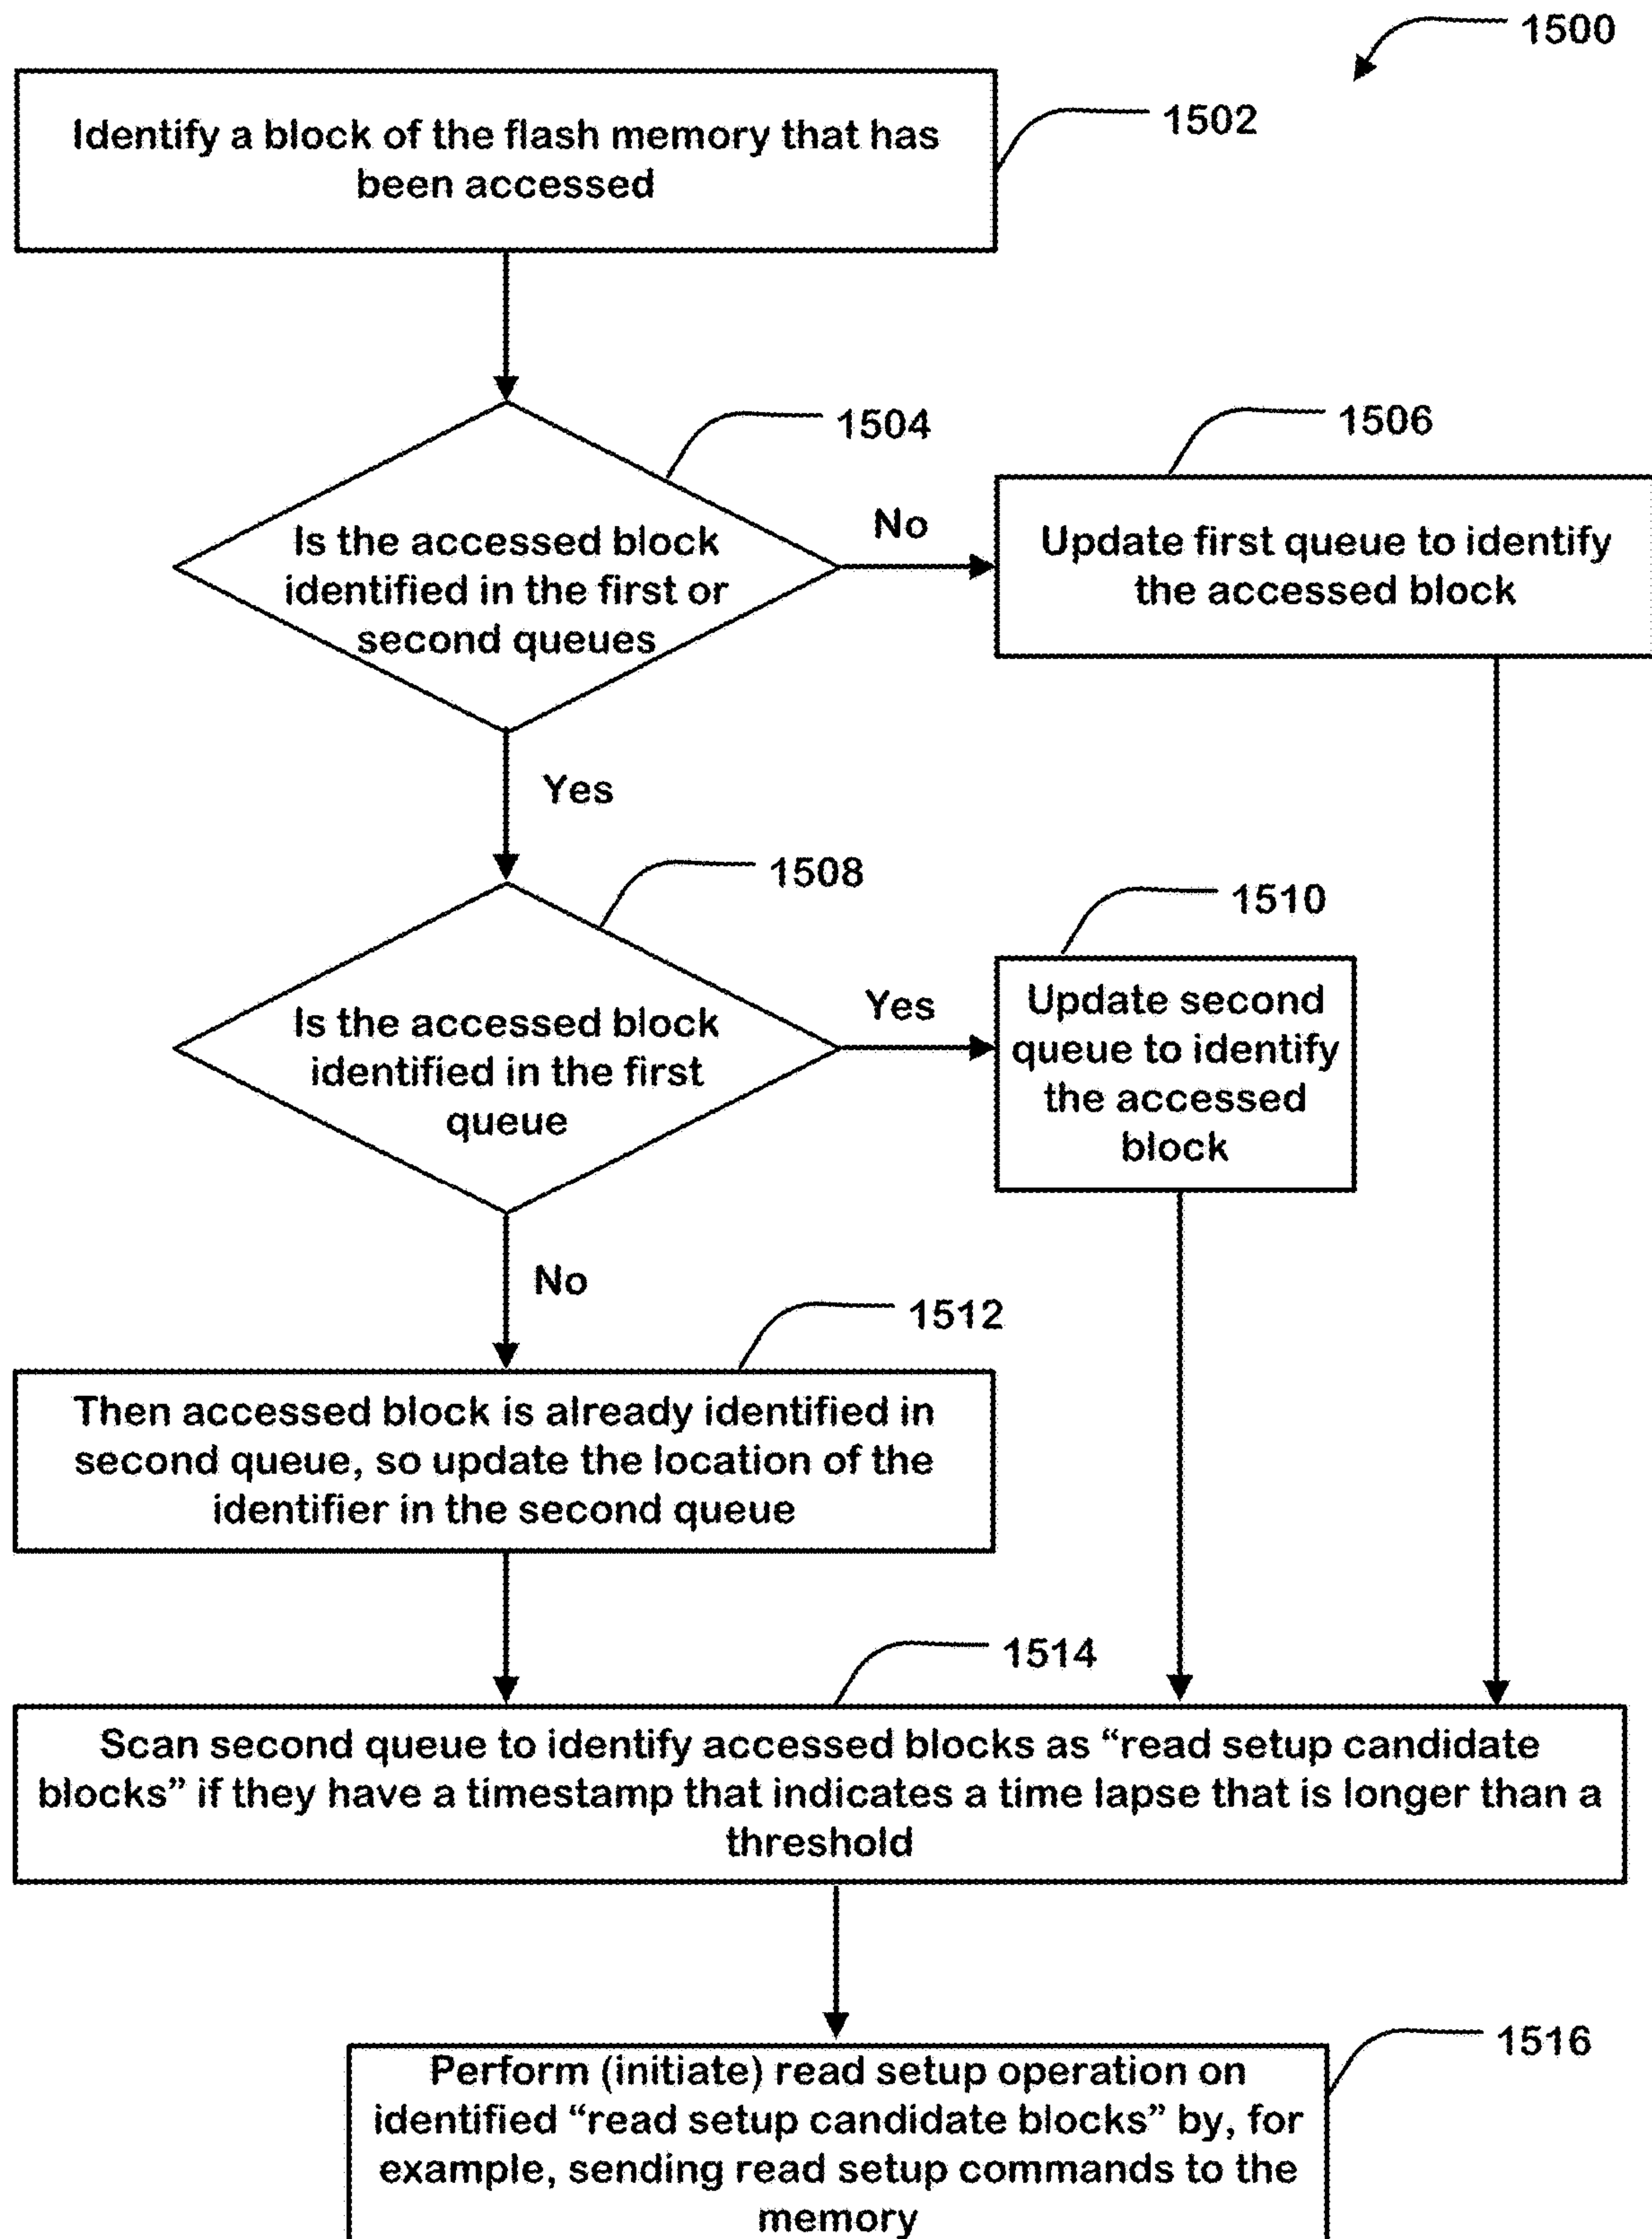 1500
Identify a block of the flash memory that has
been accessed
1502
1504
Is the accessed block
identified in the first or
second queues
No
1506
Update first queue to identify
the accessed block
Yes
1508
Is the accessed block
identified in the first
queue
Yes
1510
Update second
queue to identify
the accessed
block
No
1512
Then accessed block is already identified in
second queue, so update the location of the
identifier in the second queue
1514
Scan second queue to identify accessed blocks as “read setup candidate
blocks” if they have a timestamp that indicates a time lapse that is longer than a
threshold
1516
Perform (initiate) read setup operation on
identified “read setup candidate blocks” by, for
example, sending read setup commands to the
memory